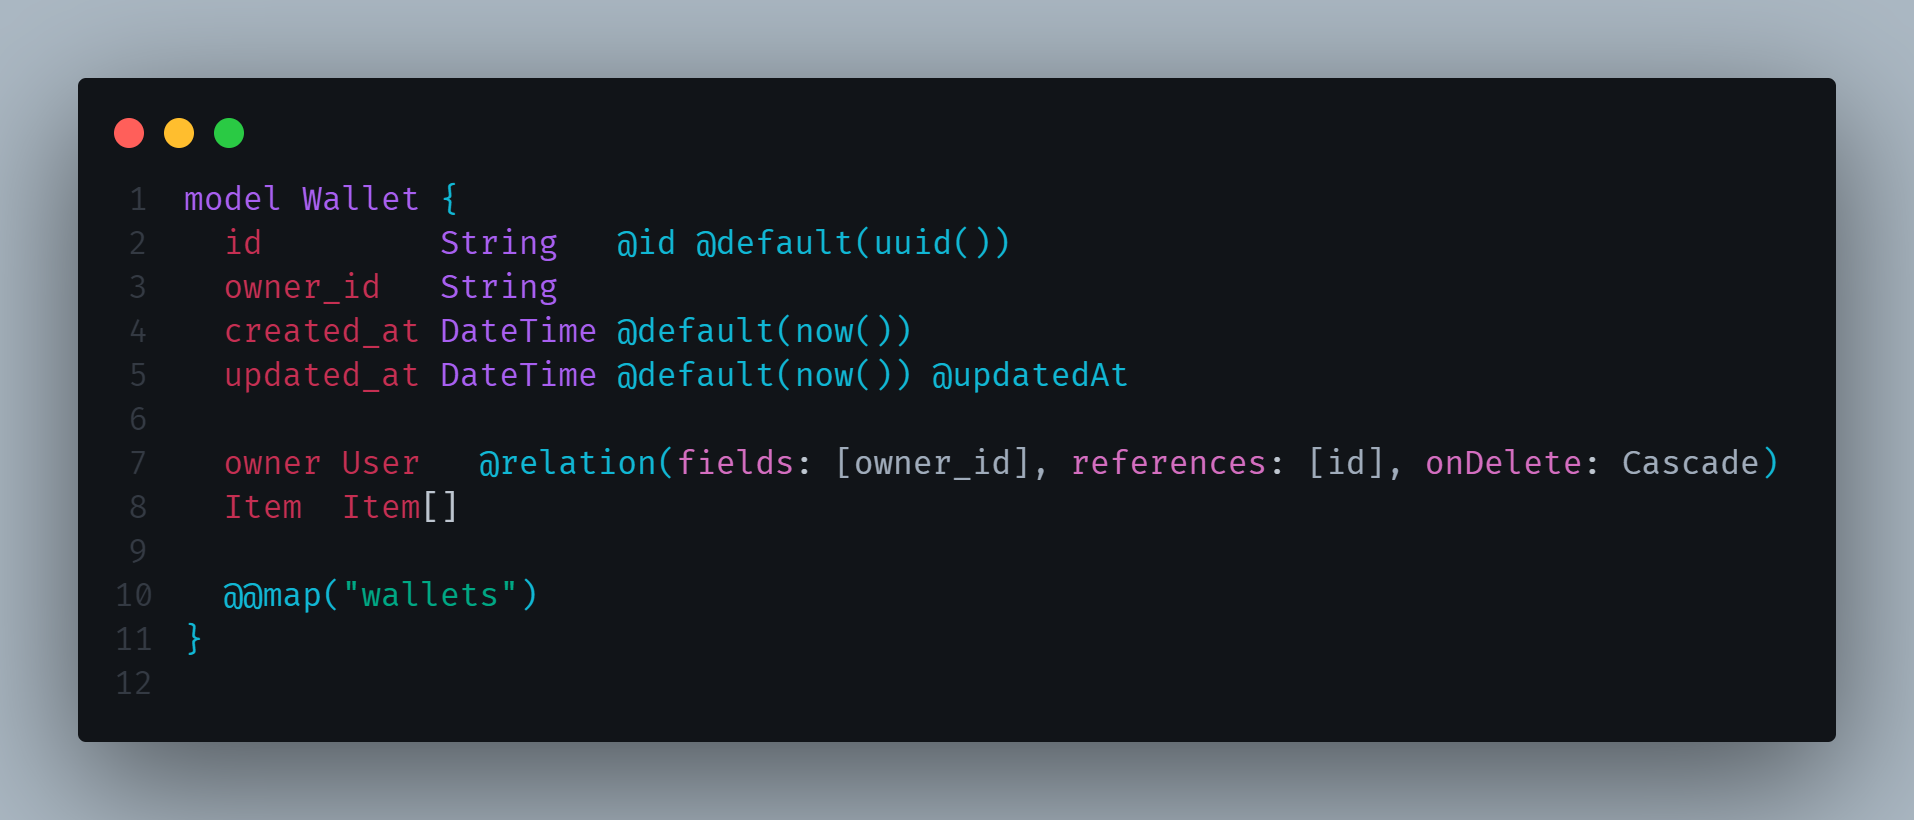 1 model Wallet {
2   id         String   @id @default(uuid())
3   owner_id   String
4   created_at DateTime @default(now())
5   updated_at DateTime @default(now()) @updatedAt
6
7   owner User   @relation(fields: [owner_id], references: [id], onDelete: Cascade)
8   Item  Item[]
9
10   @@map("wallets")
11 }
12